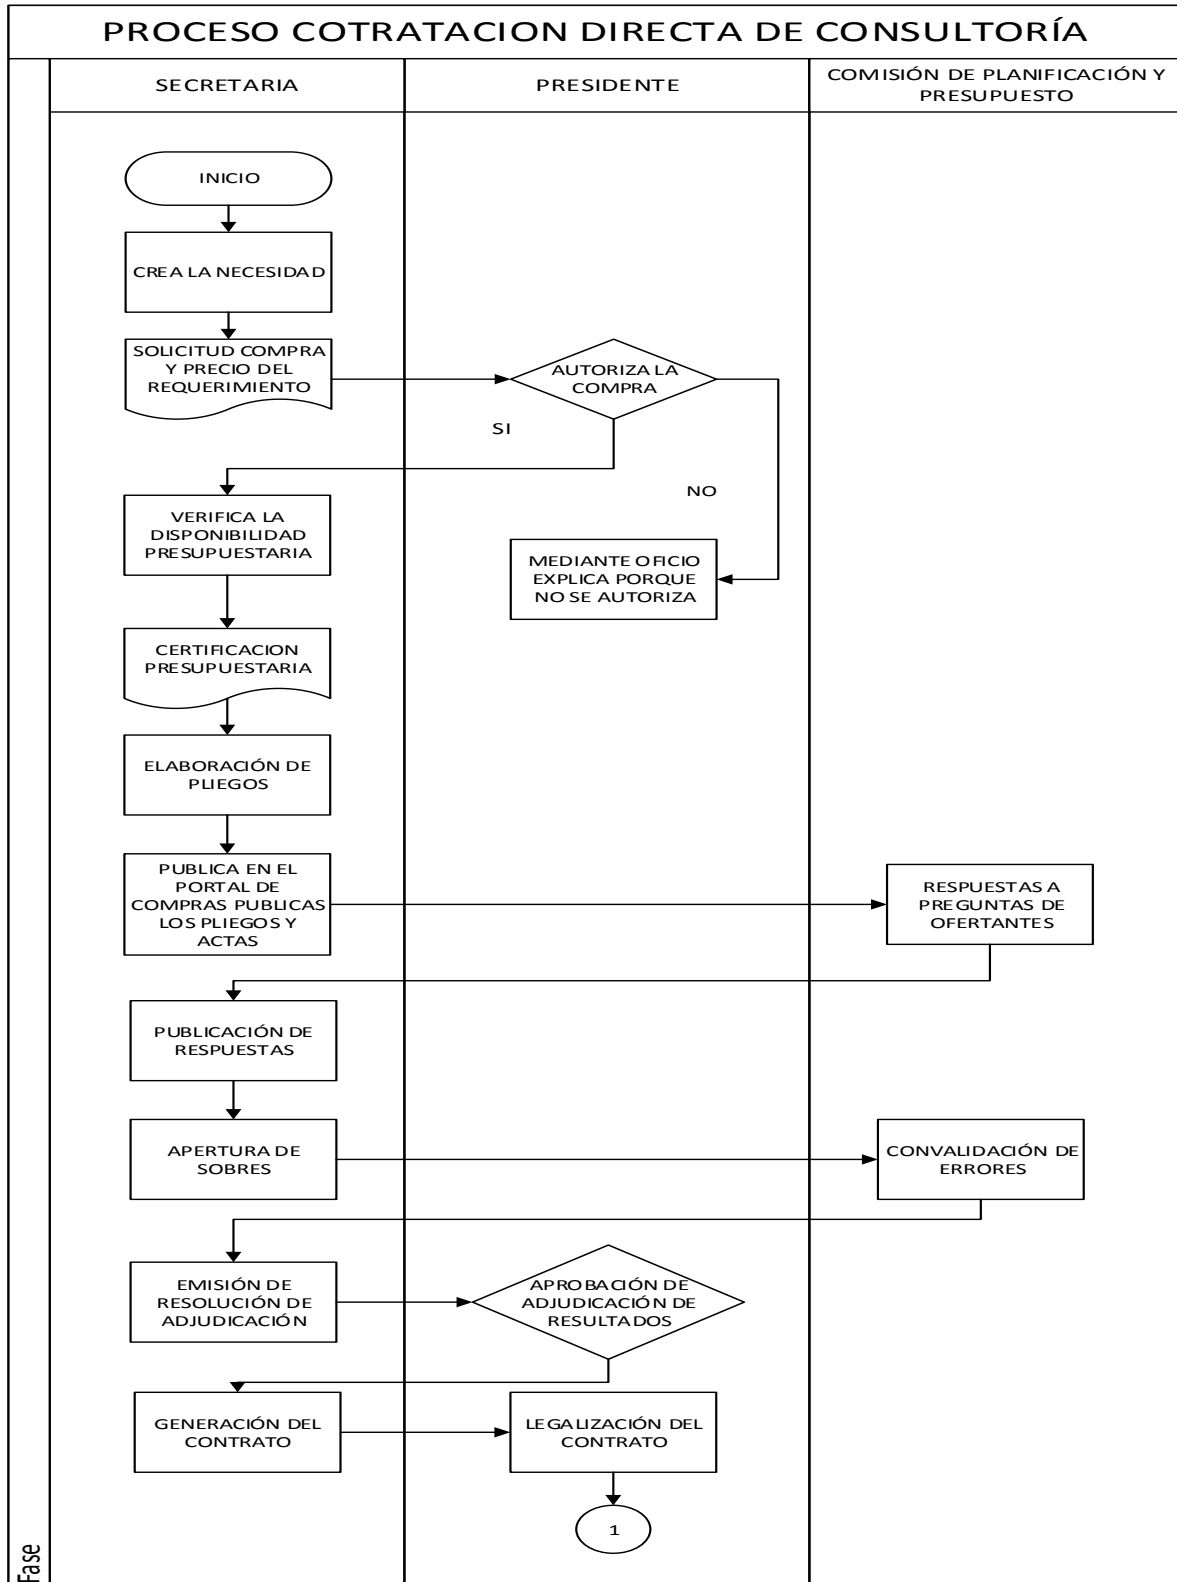 PROCESO COTRATACION DIRECTA DE CONSULTORÍA
SECRETARIA
PRESIDENTE
COMISIÓN DE PLANIFICACIÓN Y
PRESUPUESTO
INICIO
CREA LA NECESIDAD
SOLICITUD COMPRA
Y PRECIO DEL
REQUERIMIENTO
AUTORIZA LA
COMPRA
SI
NO
VERIFICA LA
DISPONIBILIDAD
PRESUPUESTARIA
MEDIANTE OFICIO
EXPLICA PORQUE
NO SE AUTORIZA
CERTIFICACION
PRESUPUESTARIA
ELABORACIÓN DE
PLIEGOS
PUBLICA EN EL
PORTAL DE
COMPRAS PUBLICAS
LOS PLIEGOS Y
ACTAS
RESPUESTAS A
PREGUNTAS DE
OFERTANTES
PUBLICACIÓN DE
RESPUESTAS
APERTURA DE
SOBRES
CONVALIDACIÓN DE
ERRORES
EMISIÓN DE
RESOLUCIÓN DE
ADJUDICACIÓN
APROBACIÓN DE
ADJUDICACIÓN DE
RESULTADOS
GENERACIÓN DEL
CONTRATO
LEGALIZACIÓN DEL
CONTRATO
1
Fase